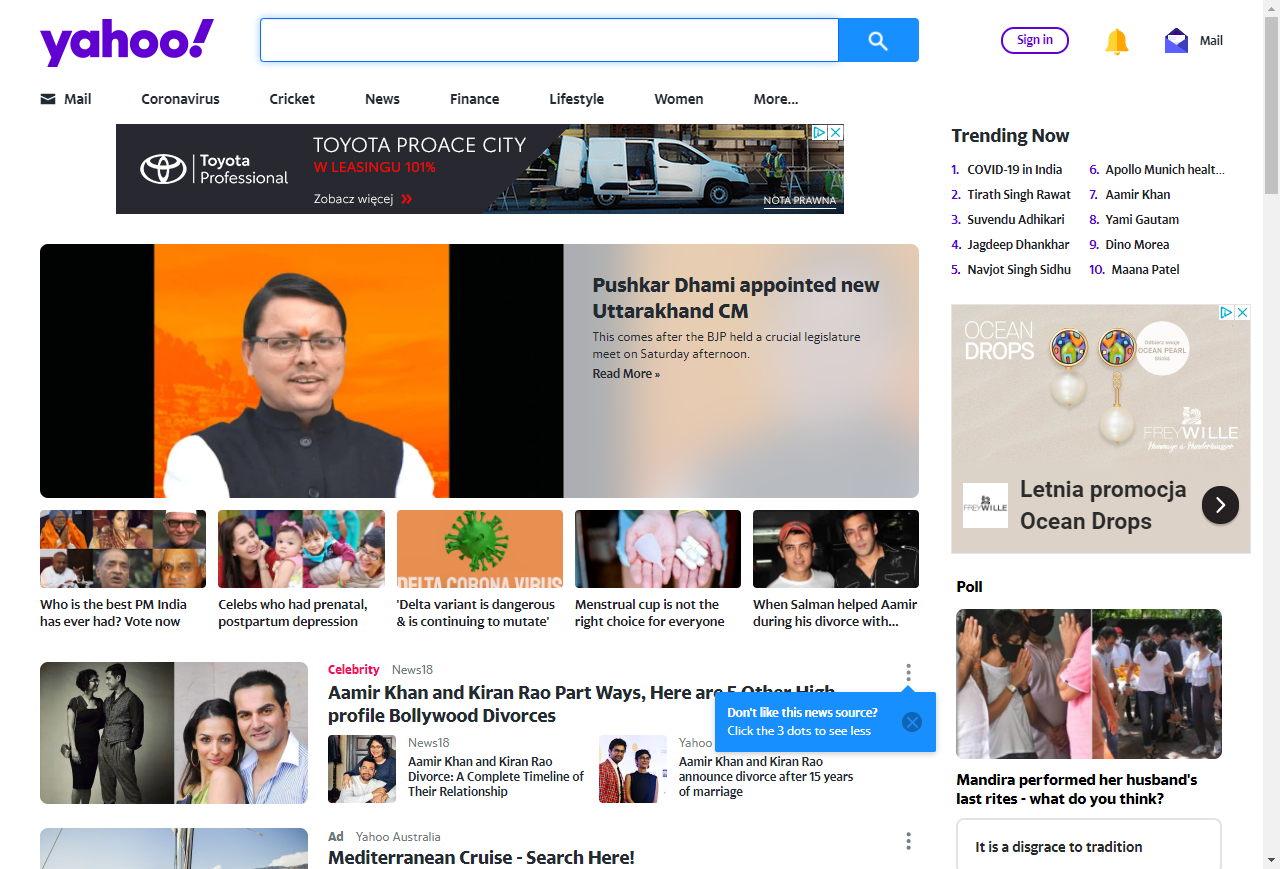 yahoo!
Sign in
Mail
Mail
Coronavirus
Cricket
News
Finance
Lifestyle
Women
More...
Toyota
Professional
TOYOTA PROACE CITY
W LEASINGU 101%
Zobacz więcej »
NOTA PRAWNA
Trending Now
1. COVID-19 in India
2. Tirath Singh Rawat
3. Suvendu Adhikari
4. Jagdeep Dhankhar
5. Navjot Singh Sidhu
6. Apollo Munich healt...
7. Aamir Khan
8. Yami Gautam
9. Dino Morea
10. Maana Patel
Pushkar Dhami appointed new
Uttarakhand CM
This comes after the BJP held a crucial legislature
meet on Saturday afternoon.
Read More »
OCEAN
DROPS
OCEAN PEARL
FREYWILLE
FREYWILLE
Letnia promocja
Ocean Drops
DELTA CORONA VIRUS
Who is the best PM India
has ever had? Vote now
Celebs who had prenatal,
postpartum depression
'Delta variant is dangerous
& is continuing to mutate'
Menstrual cup is not the
right choice for everyone
When Salman helped Aamir
during his divorce with...
Poll
Mandira performed her husband's
last rites - what do you think?
It is a disgrace to tradition
Celebrity News18
Aamir Khan and Kiran Rao Part Ways, Here are 5 Other High-
profile Bollywood Divorces
Don't like this news source?
Click the 3 dots to see less
News18
Aamir Khan and Kiran Rao
Divorce: A Complete Timeline of
Their Relationship
Yahoo
Aamir Khan and Kiran Rao
announce divorce after 15 years
of marriage
Ad Yahoo Australia
Mediterranean Cruise - Search Here!